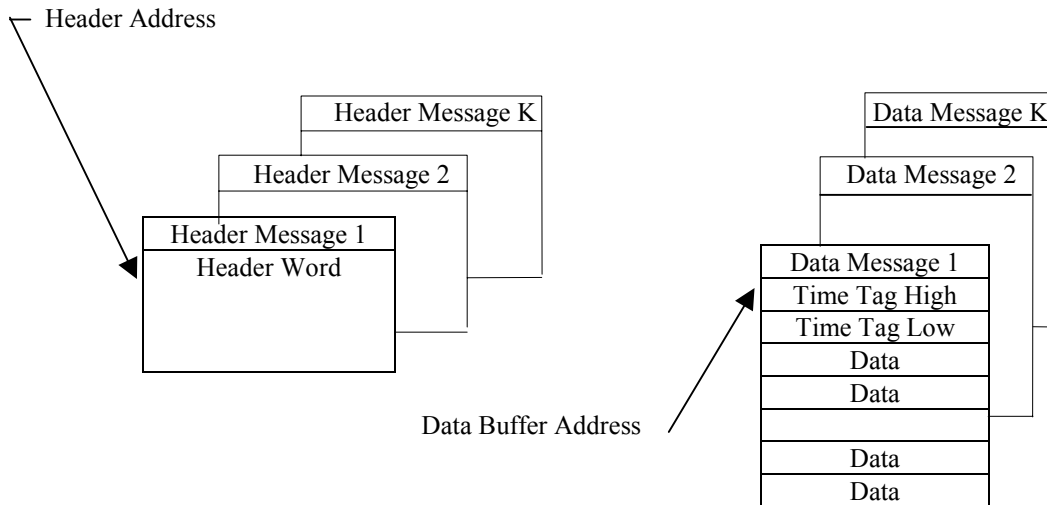 Header Address
Header Message K
Header Message 2
Header Message 1
Header Word
Data Message K
Data Message 2
Data Message 1
Time Tag High
Time Tag Low
Data
Data
Data Buffer Address
Data
Data